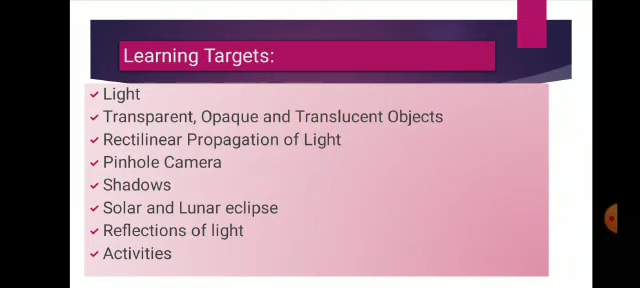 Learning Targets:
Light
Transparent, Opaque and Translucent Objects
Rectilinear Propagation of Light
Pinhole Camera
Shadows
Solar and Lunar eclipse
Reflections of light
Activities